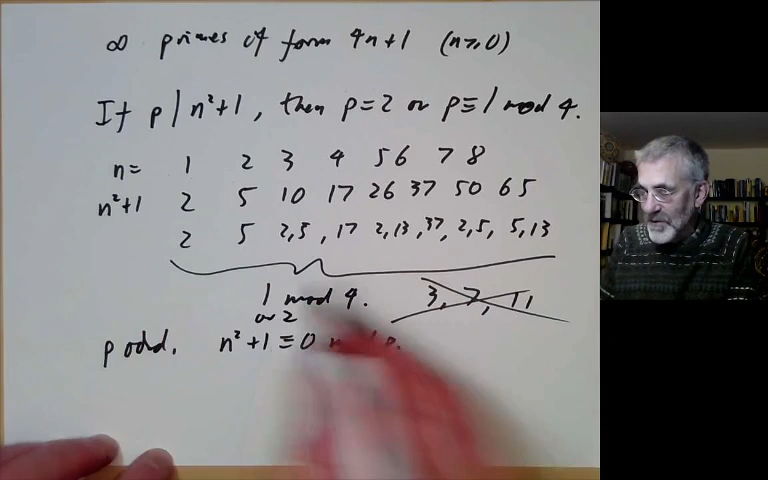 ∞ primes of form 4n+1 (n≥0)
If p | n²+1, then p=2 or p≡1 mod 4.
n= 1 2 3 4 5 6 7 8
n²+1 2 5 10 17 26 37 50 65
2 5 2,5, 17 2,13, 37, 2,5, 5,13
1 mod 4. 3, 7, 11,
or 2
p odd. n²+1 ≡ 0